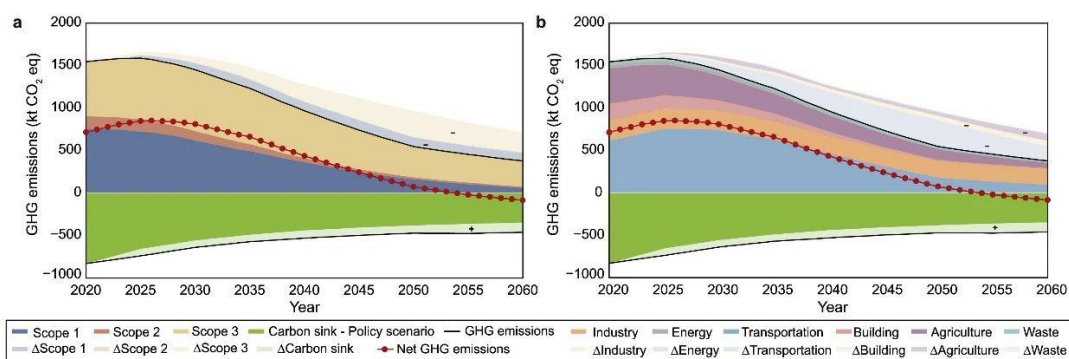 a
2000
1500
1000
500
0
−500
−1000
GHG emissions (kt CO2 eq)
2020 2025 2030 2035 2040 2045 2050 2055 2060
Year
-
-
+
b
2000
1500
1000
500
0
−500
−1000
GHG emissions (kt CO2 eq)
2020 2025 2030 2035 2040 2045 2050 2055 2060
Year
-
-
-
+
Scope 1 Scope 2 Scope 3 Carbon sink - Policy scenario GHG emissions
ΔScope 1 ΔScope 2 ΔScope 3 ΔCarbon sink Net GHG emissions
Industry Energy Transportation Building Agriculture Waste
ΔIndustry ΔEnergy ΔTransportation ΔBuilding ΔAgriculture ΔWaste